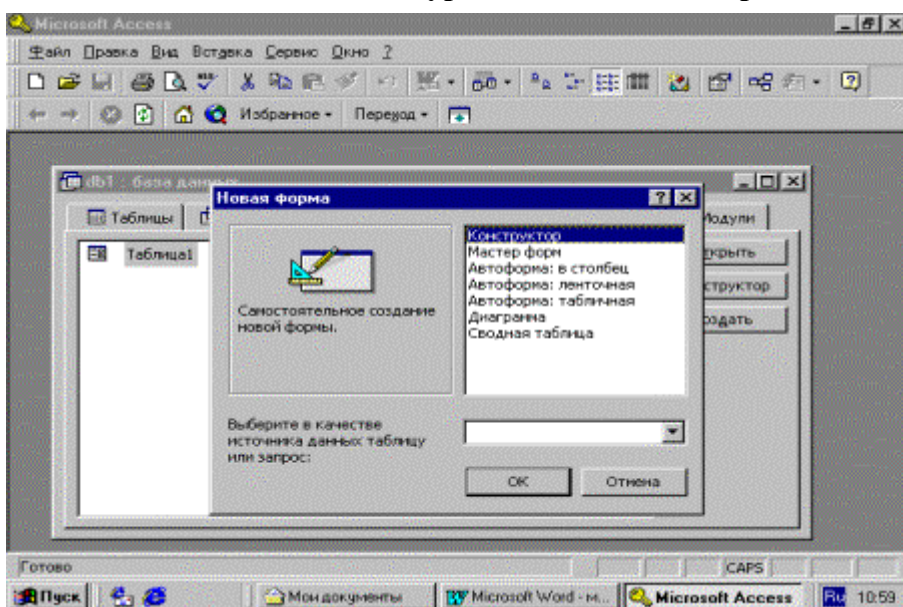 Microsoft Access
Файл Правка Вид Вставка Сервис Окно ?
Избранное Переход
db1 : база данных
Новая форма
Таблицы
Модули
Таблица1
Самостоятельное создание
новой формы.
Конструктор
Мастер форм
Автоформа: в столбец
Автоформа: ленточная
Автоформа: табличная
Диаграмма
Сводная таблица
ткрыть
структор
оздать
Выберите в качестве
источника данных таблицу
или запрос:
ОК Отмена
Готово
CAPS
Пуск Мои документы Microsoft Word - м... Microsoft Access Ru 10:59